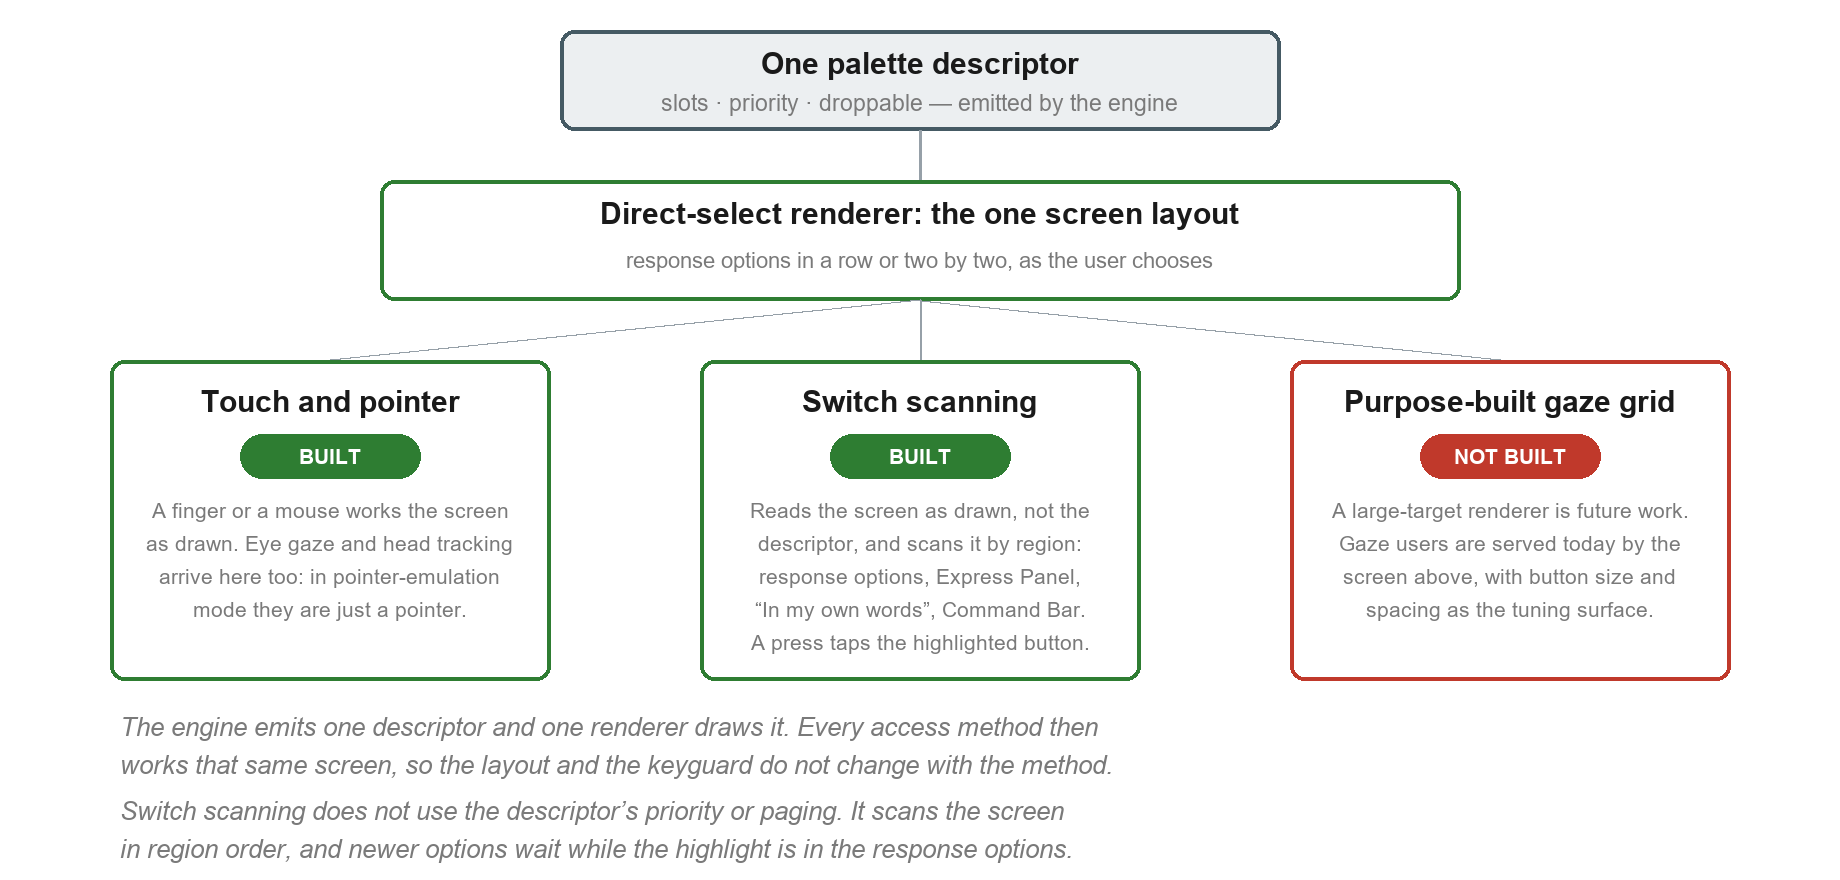 One palette descriptor
slots · priority · droppable — emitted by the engine
Direct-select renderer: the one screen layout
response options in a row or two by two, as the user chooses
Touch and pointer
BUILT
A finger or a mouse works the screen
as drawn. Eye gaze and head tracking
arrive here too: in pointer-emulation
mode they are just a pointer.
Switch scanning
BUILT
Reads the screen as drawn, not the
descriptor, and scans it by region:
response options, Express Panel,
“In my own words”, Command Bar.
A press taps the highlighted button.
Purpose-built gaze grid
NOT BUILT
A large-target renderer is future work.
Gaze users are served today by the
screen above, with button size and
spacing as the tuning surface.
The engine emits one descriptor and one renderer draws it. Every access method then
works that same screen, so the layout and the keyguard do not change with the method.
Switch scanning does not use the descriptor’s priority or paging. It scans the screen
in region order, and newer options wait while the highlight is in the response options.